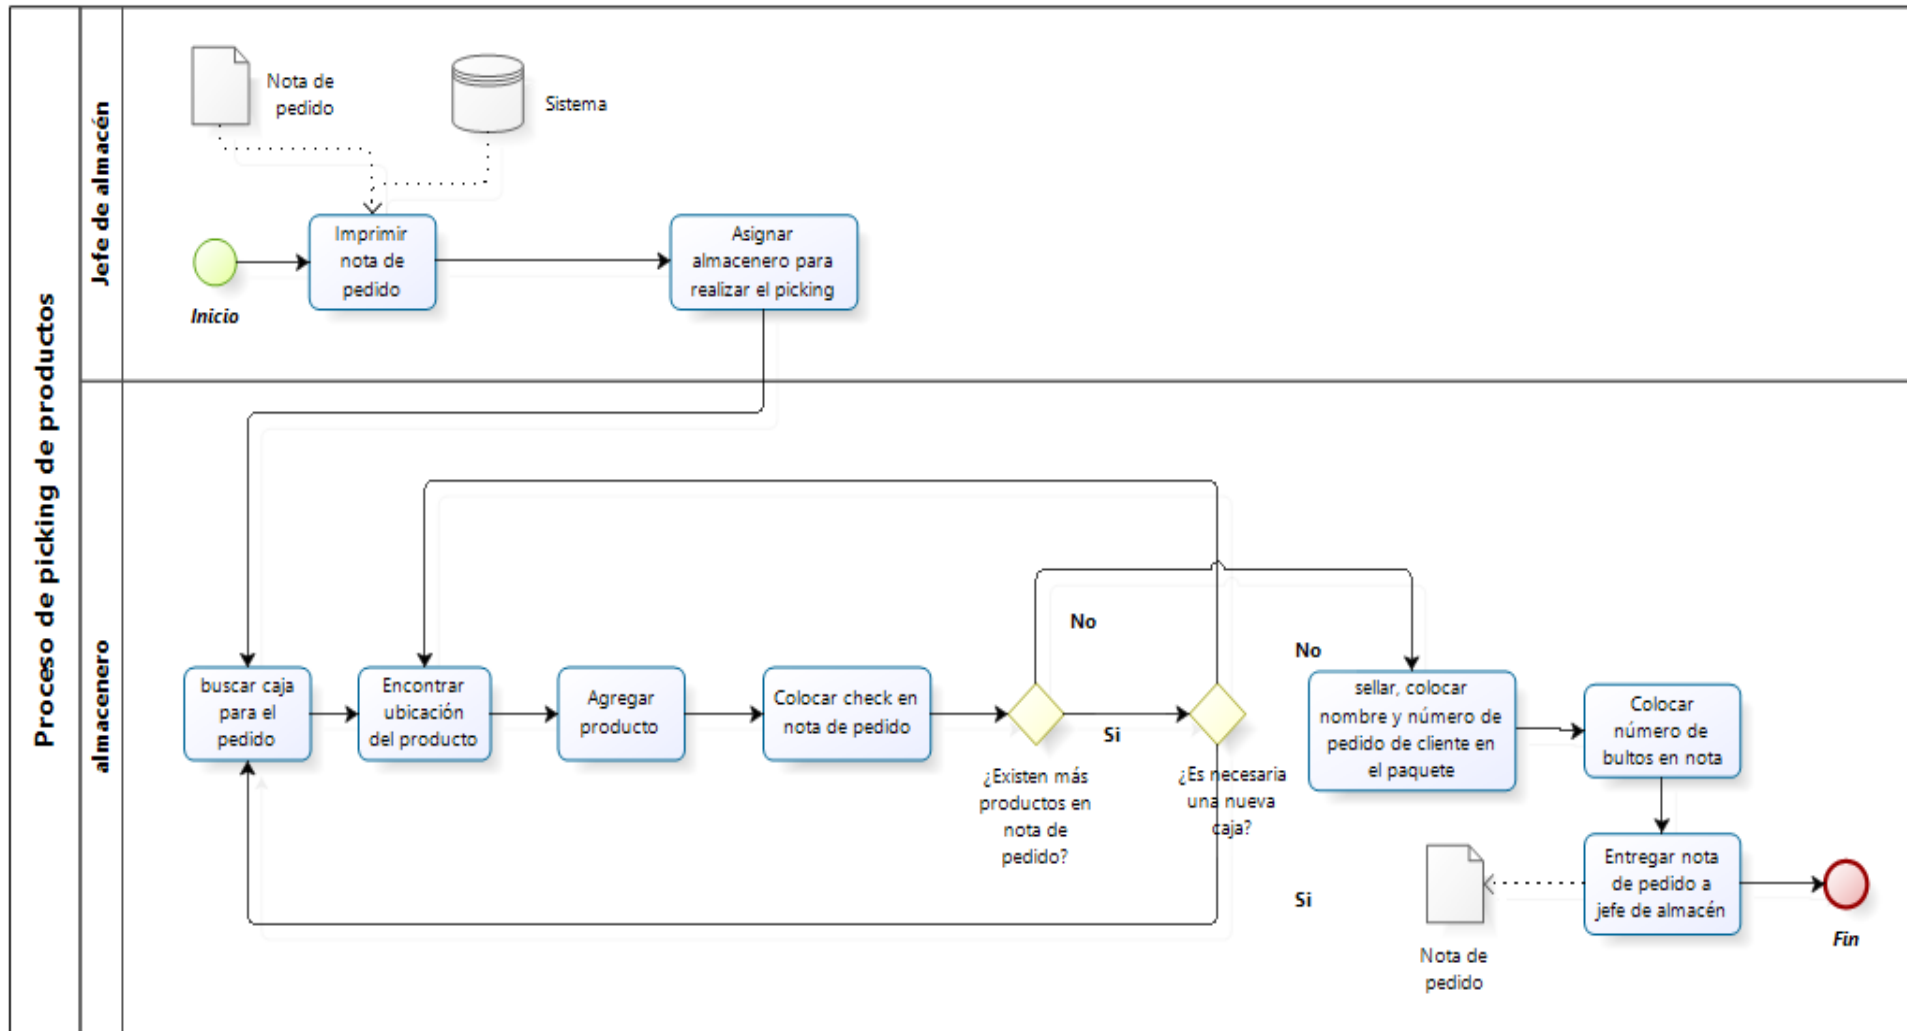 Proceso de picking de productos
Jefe de almacén
Nota de
pedido
Sistema
Inicio
Imprimir
nota de
pedido
Asignar
almacenero para
realizar el picking
almacenero
buscar caja
para el
pedido
Encontrar
ubicación
del producto
Agregar
producto
Colocar check en
nota de pedido
¿Existen más
productos en
nota de
pedido?
No
Si
¿Es necesaria
una nueva
caja?
No
Si
sellar, colocar
nombre y número de
pedido de cliente en
el paquete
Colocar
número de
bultos en nota
Entregar nota
de pedido a
jefe de almacén
Nota de
pedido
Fin